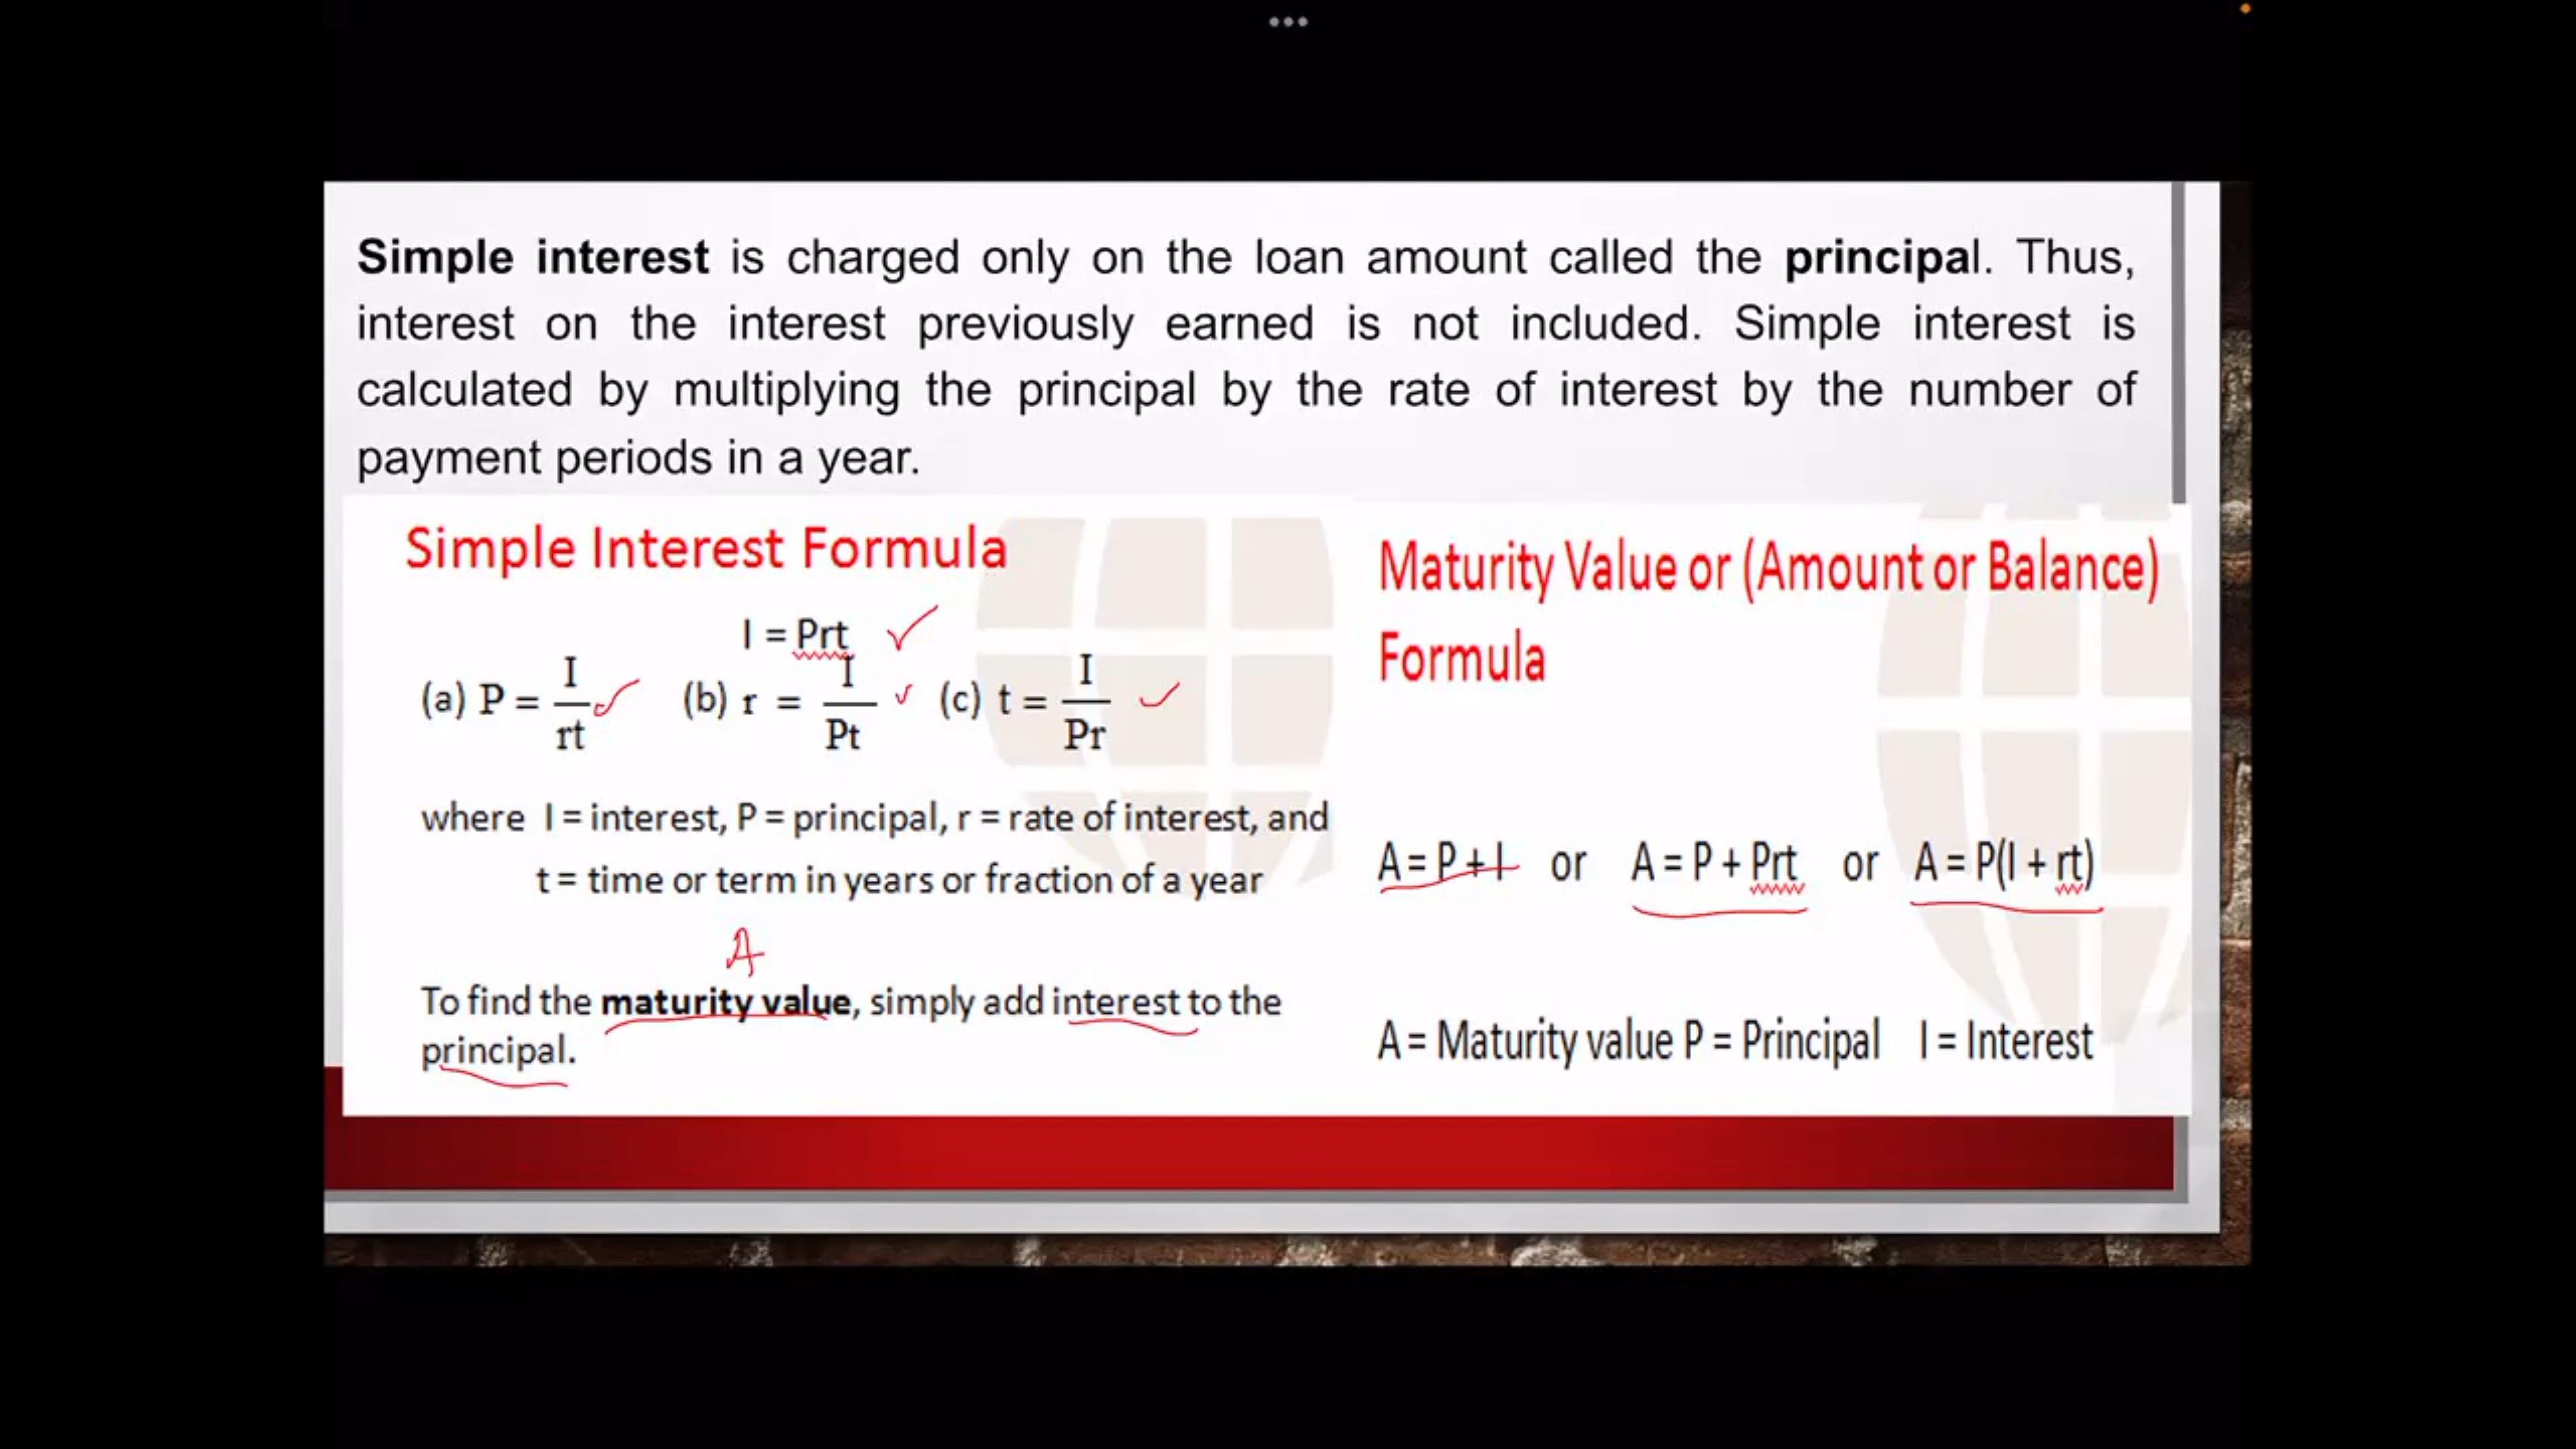 Simple interest is charged only on the loan amount called the principal. Thus,
interest on the interest previously earned is not included. Simple interest is
calculated by multiplying the principal by the rate of interest by the number of
payment periods in a year.
Simple Interest Formula
I = Prt ✓
(a) P = I/rt ✓ (b) r = I/Pt ✓ (c) t = I/Pr ✓
where I = interest, P = principal, r = rate of interest, and
t = time or term in years or fraction of a year
A
To find the maturity value, simply add interest to the
principal.
Maturity Value or (Amount or Balance)
Formula
A = P + I or A = P + Prt or A = P(I + rt)
A = Maturity value P = Principal I = Interest